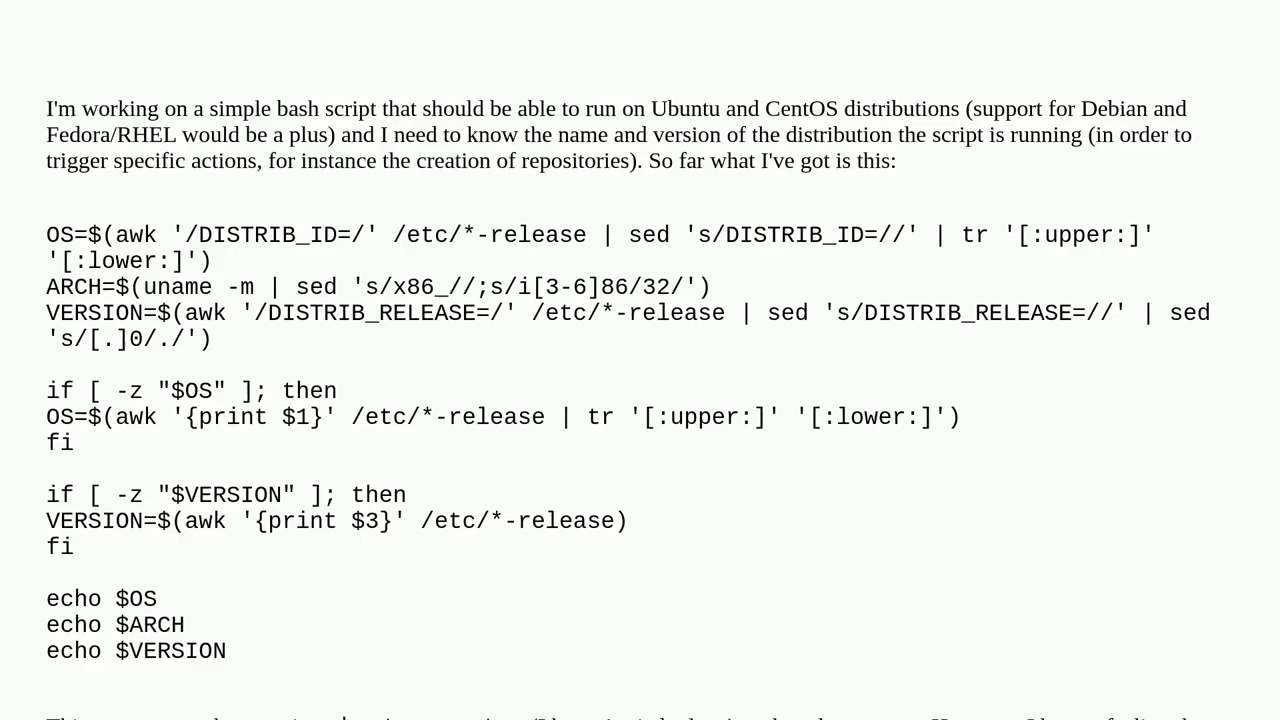 I'm working on a simple bash script that should be able to run on Ubuntu and CentOS distributions (support for Debian and
Fedora/RHEL would be a plus) and I need to know the name and version of the distribution the script is running (in order to
trigger specific actions, for instance the creation of repositories). So far what I've got is this:
OS=$(awk '/DISTRIB_ID=/' /etc/*-release | sed 's/DISTRIB_ID=//' | tr '[:upper:]'
'[:lower:]')
ARCH=$(uname -m | sed 's/x86_//;s/i[3-6]86/32/')
VERSION=$(awk '/DISTRIB_RELEASE=/' /etc/*-release | sed 's/DISTRIB_RELEASE=//' | sed
's/[.]0/./')
if [ -z "$OS" ]; then
OS=$(awk '{print $1}' /etc/*-release | tr '[:upper:]' '[:lower:]')
fi
if [ -z "$VERSION" ]; then
VERSION=$(awk '{print $3}' /etc/*-release)
fi
echo $OS
echo $ARCH
echo $VERSION